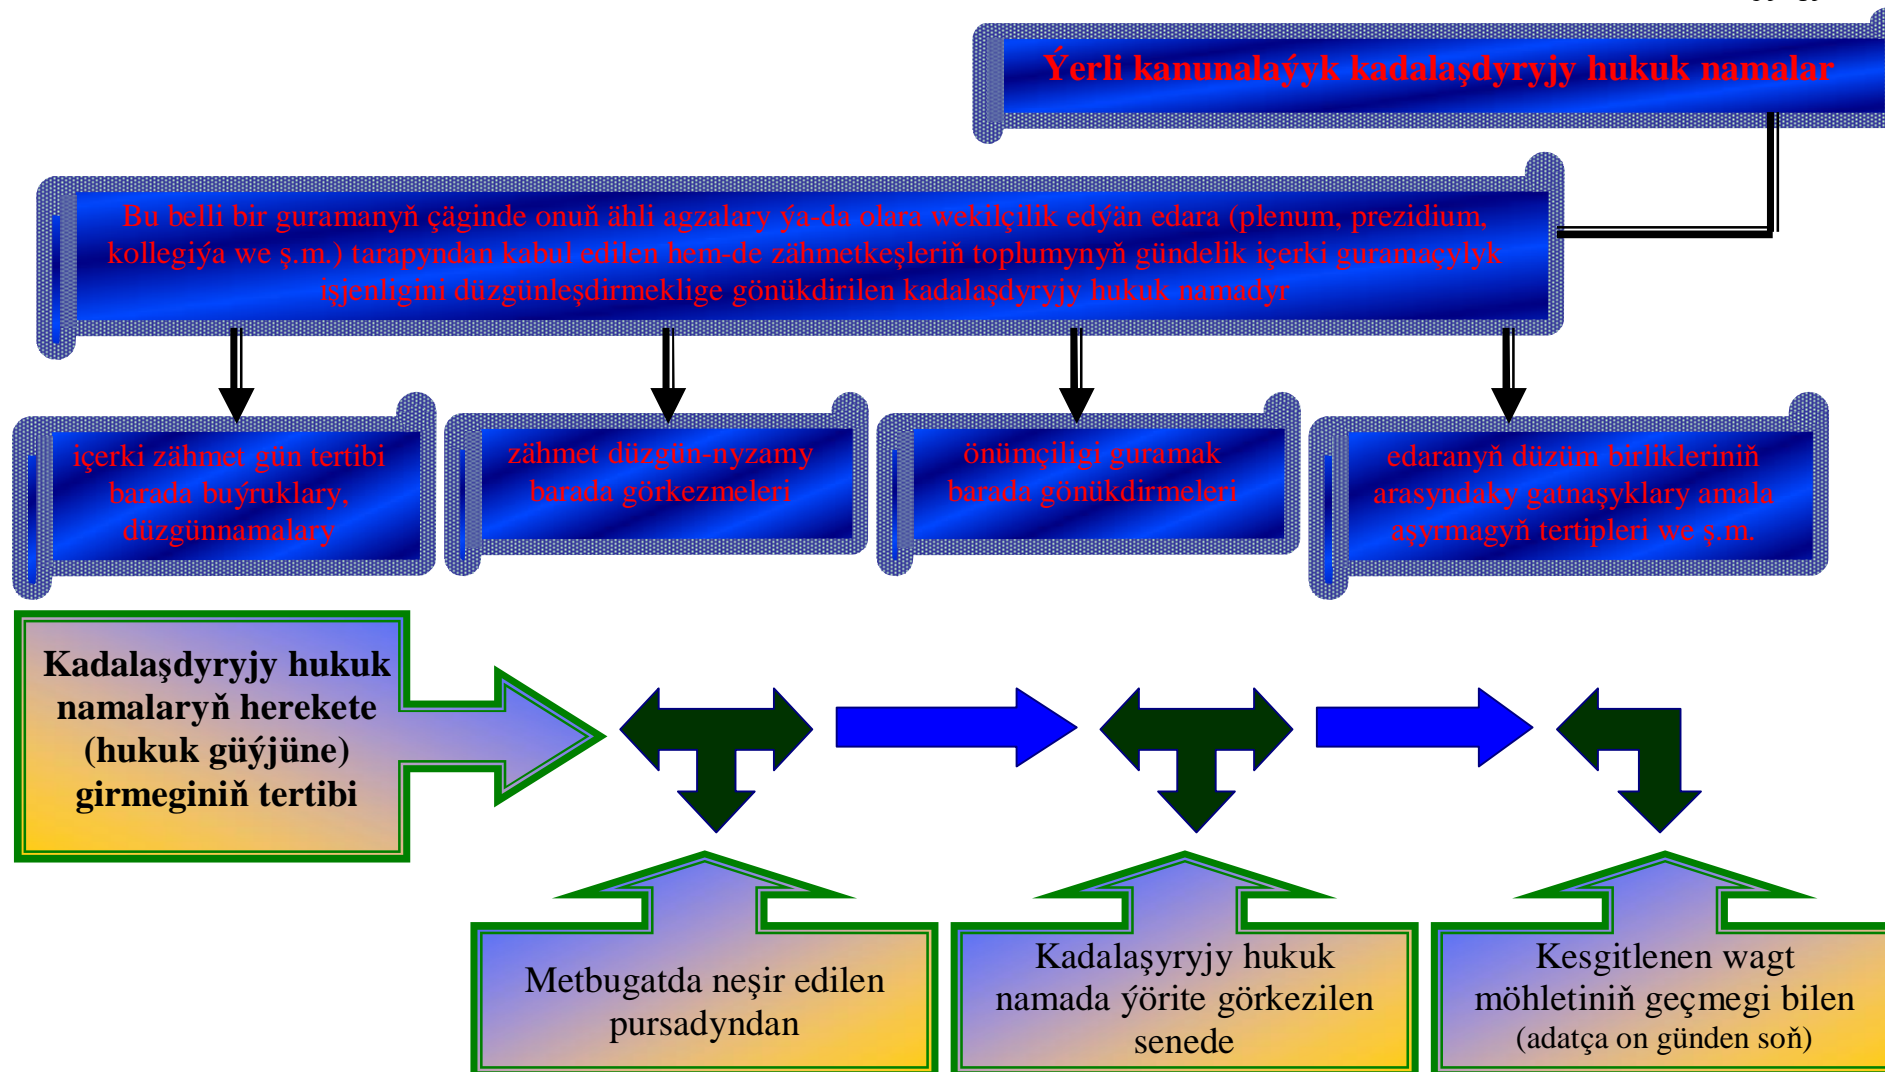 Ýerli kanunalaýyk kadalaşdyryjy hukuk namalar
Bu belli bir guramanyň çäginde onuň ähli agzalary ýa-da olara wekilçilik edýän edara (plenum, prezidium,
kollegiýa we ş.m.) tarapyndan kabul edilen hem-de zähmetkeşleriň toplumynyň gündelik içerki guramaçylyk
işjenligini düzgünleşdirmeklige gönükdirilen kadalaşdyryjy hukuk namadyr
içerki zähmet gün tertibi
barada buýruklary,
düzgünnamalary
zähmet düzgün-nyzamy
barada görkezmeleri
önümçiligi guramak
barada gönükdirmeleri
edaranyň düzüm birlikleriniň
arasyndaky gatnaşyklary amala
aşyrmagyň tertipleri we ş.m.
Kadalaşdyryjy hukuk
namalaryň herekete
(hukuk güýjüne)
girmeginiň tertibi
Metbugatda neşir edilen
pursadyndan
Kadalaşyryjy hukuk
namada ýörite görkezilen
senede
Kesgitlenen wagt
möhletiniň geçmegi bilen
(adatça on günden soň)